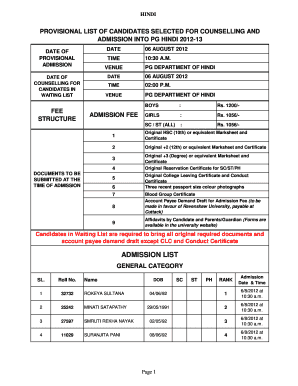 HINDI
PROVISIONAL LIST OF CANDIDATES SELECTED FOR COUNSELLING AND
ADMISSION INTO PG HINDI 2012-13
DATE OF PROVISIONAL ADMISSION
DATE 06 AUGUST 2012
TIME 10:30 A.M.
VENUE PG DEPARTMENT OF HINDI
DATE OF COUNSELLING FOR CANDIDATES IN WAITING LIST
DATE 06 AUGUST 2012
TIME 02:00 P.M.
VENUE PG DEPARTMENT OF HINDI
FEE STRUCTURE
ADMISSION FEE
BOYS : Rs. 1200/-
GIRLS : Rs. 1056/-
SC / ST (ALL) : Rs. 1056/-
DOCUMENTS TO BE SUBMITTED AT THE TIME OF ADMISSION
1 Original HSC (10th) or equivalent Marksheet and Certificate
2 Original +2 (12th) or equivalent Marksheet and Certificate
3 Original +3 (Degree) or equivalent Marksheet and Certificate
4 Original Reservation Certificate for SC/ST/PH
5 Original College Leaving Certificate and Conduct Certificate
6 Three recent passport size colour photographs
7 Blood Group Certificate
8 Account Payee Demand Draft for Admission Fee (to be made in favour of Ravenshaw University, payable at Cuttack)
9 Affidavits by Candidate and Parents/Guardian (Forms are available in the university website)
Candidates in Waiting List are required to bring all original required documents and
account payee demand draft except CLC and Conduct Certificate
ADMISSION LIST
GENERAL CATEGORY
SL. Roll No. Name DOB SC ST PH RANK Admission Date & Time
1 32732 ROKEYA SULTANA 04/06/92 1 6/8/2012 at 10:30 a.m.
2 MINATI SATAPATHY 2 6/8/2012 at 10:30 a.m.
3 27597 SMRUTI REKHA NAYAK 02/05/92 3 6/8/2012 at 10:30 a.m.
4 11029 SURANJITA PANI 4 6/8/2012 at 10:30 a.m.
Page 1